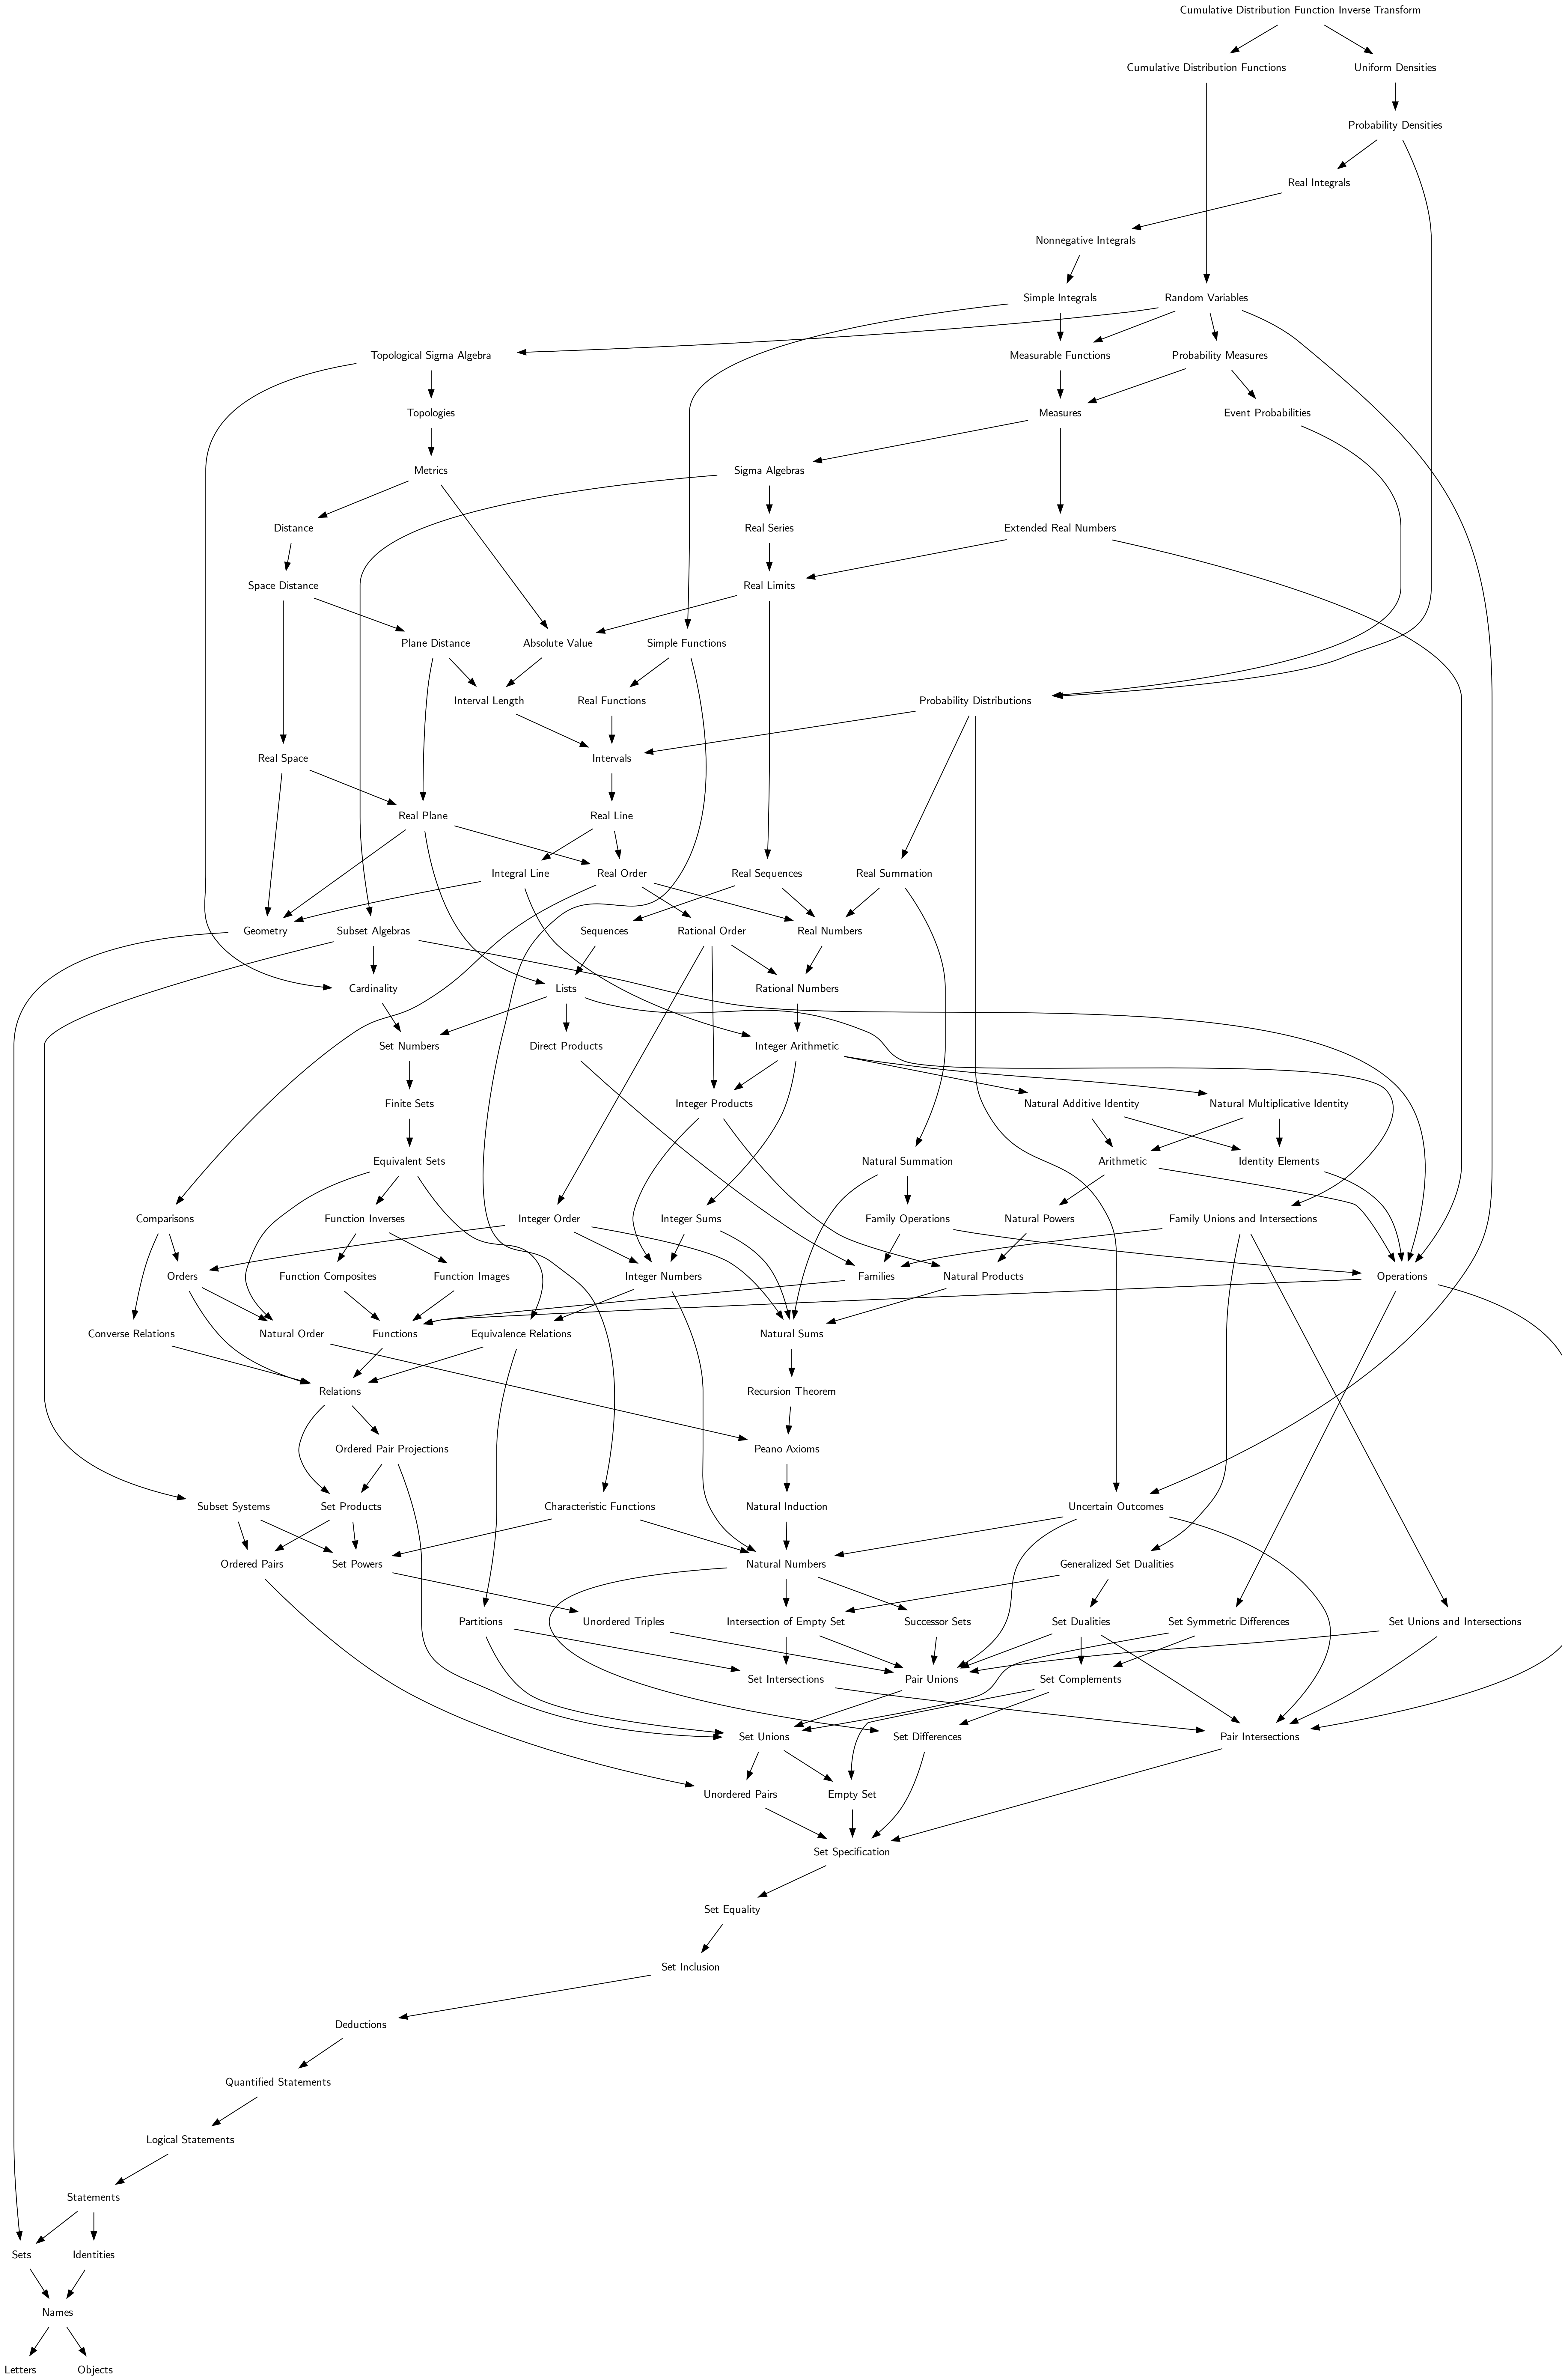 Cumulative Distribution Function Inverse Transform
Cumulative Distribution Functions
Uniform Densities
Probability Densities
Real Integrals
Nonnegative Integrals
Simple Integrals
Random Variables
Topological Sigma Algebra
Measurable Functions
Probability Measures
Topologies
Measures
Event Probabilities
Metrics
Sigma Algebras
Distance
Real Series
Extended Real Numbers
Space Distance
Real Limits
Plane Distance
Absolute Value
Simple Functions
Interval Length
Real Functions
Probability Distributions
Real Space
Intervals
Real Plane
Real Line
Integral Line
Real Order
Real Sequences
Real Summation
Geometry
Subset Algebras
Sequences
Rational Order
Real Numbers
Cardinality
Lists
Rational Numbers
Set Numbers
Direct Products
Integer Arithmetic
Finite Sets
Integer Products
Natural Additive Identity
Natural Multiplicative Identity
Equivalent Sets
Natural Summation
Arithmetic
Identity Elements
Comparisons
Function Inverses
Integer Order
Integer Sums
Family Operations
Natural Powers
Family Unions and Intersections
Orders
Function Composites
Function Images
Integer Numbers
Families
Natural Products
Operations
Converse Relations
Natural Order
Functions
Equivalence Relations
Natural Sums
Relations
Recursion Theorem
Ordered Pair Projections
Peano Axioms
Subset Systems
Set Products
Characteristic Functions
Natural Induction
Uncertain Outcomes
Ordered Pairs
Set Powers
Natural Numbers
Generalized Set Dualities
Partitions
Unordered Triples
Intersection of Empty Set
Successor Sets
Set Dualities
Set Symmetric Differences
Set Unions and Intersections
Set Intersections
Pair Unions
Set Complements
Set Unions
Set Differences
Pair Intersections
Unordered Pairs
Empty Set
Set Specification
Set Equality
Set Inclusion
Deductions
Quantified Statements
Logical Statements
Statements
Sets
Identities
Names
Letters
Objects